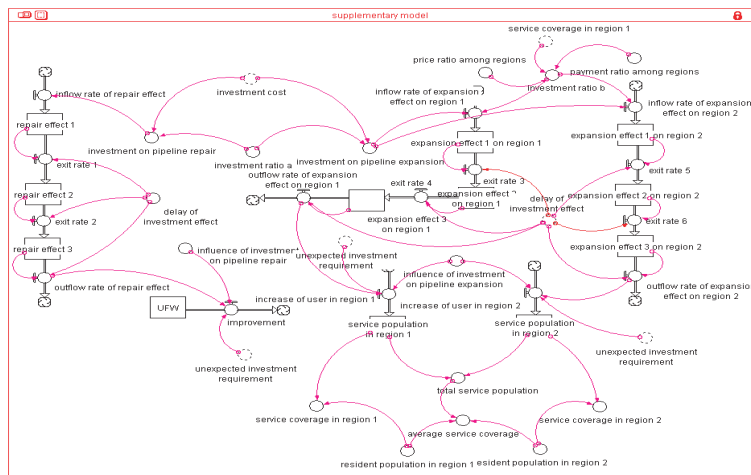 supplementary model
service coverage in region 1
price ratio among regions
payment ratio among regions
investment ratio b
investment cost
inflow rate of repair effect
inflow rate of expansion
effect on region 1
inflow rate of expansion
effect on region 2
repair effect 1
investment on pipeline repair
investment ratio a
investment on pipeline expansion
expansion effect 1 on region 1
expansion effect 1 on region 2
exit rate 1
outflow rate of expansion
effect on region 1
exit rate 4
exit rate 3
exit rate 5
repair effect 2
expansion effect
on region 1
expansion effect 2 on region 2
delay of
investment effect
delay of
investment effect
exit rate 2
expansion effect 3
on region 1
exit rate 6
repair effect 3
influence of investment
on pipeline repair
unexpected investment
requirement
expansion effect 3 on region 2
influence of investment
on pipeline expansion
outflow rate of repair effect
outflow rate of expansion
effect on region 2
increase of user in region 1
increase of user in region 2
UFW
improvement
service population
in region 1
service population
in region 2
unexpected investment
requirement
unexpected investment
requirement
total service population
service coverage in region 1
service coverage in region 2
average service coverage
resident population in region 1
esident population in region 2